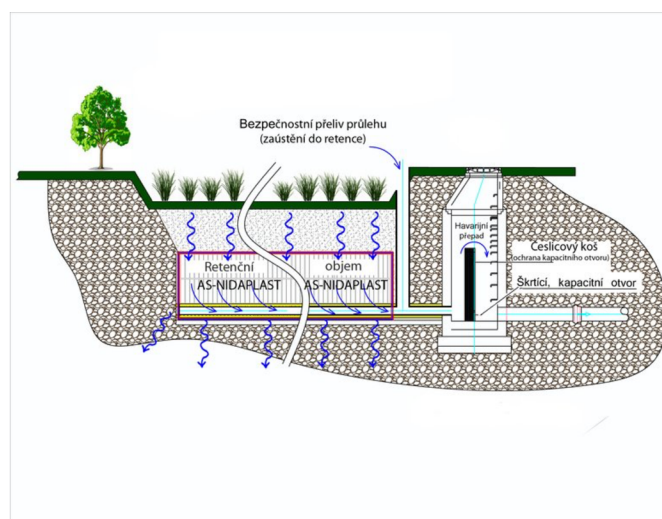 Bezpečnostní přeliv průlehu
(zaústění do retence)
Havarijní
přepad
Česlicový koš
(ochrana kapacitního otvoru)
Škrtící, kapacitní otvor
Retenční objem
AS-NIDAPLAST AS-NIDAPLAST